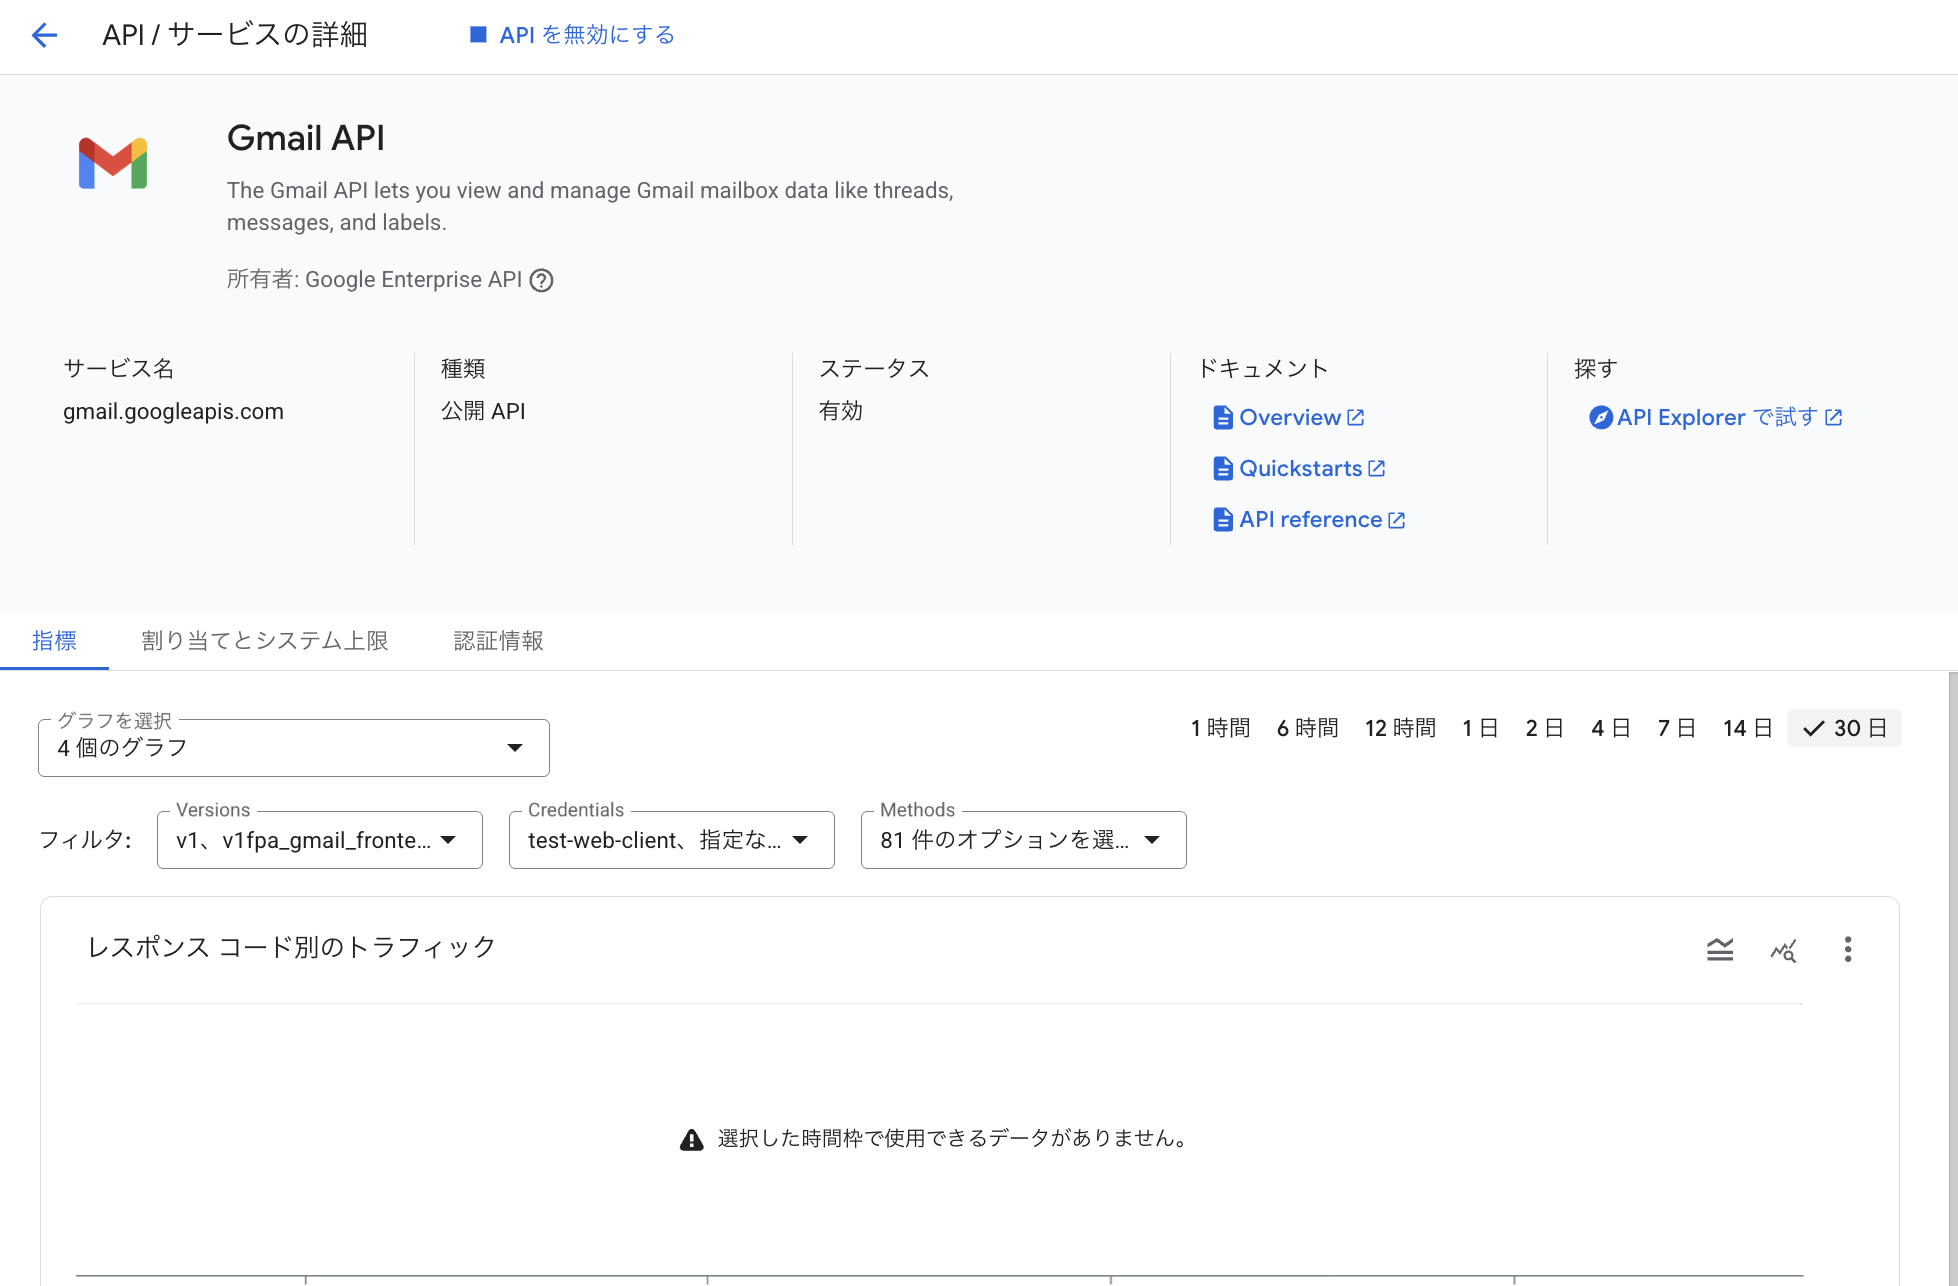 API / サービスの詳細
API を無効にする
Gmail API
The Gmail API lets you view and manage Gmail mailbox data like threads,
messages, and labels.
所有者: Google Enterprise API
サービス名
gmail.googleapis.com
種類
公開 API
ステータス
有効
ドキュメント
Overview
Quickstarts
API reference
探す
API Explorer で試す
指標
割り当てとシステム上限
認証情報
グラフを選択
4 個のグラフ
1 時間
6 時間
12 時間
1 日
2 日
4 日
7 日
14 日
30 日
フィルタ:
Versions
v1、v1fpa_gmail_fronte...
Credentials
test-web-client、指定な...
Methods
81 件のオプションを選...
レスポンス コード別のトラフィック
選択した時間枠で使用できるデータがありません。